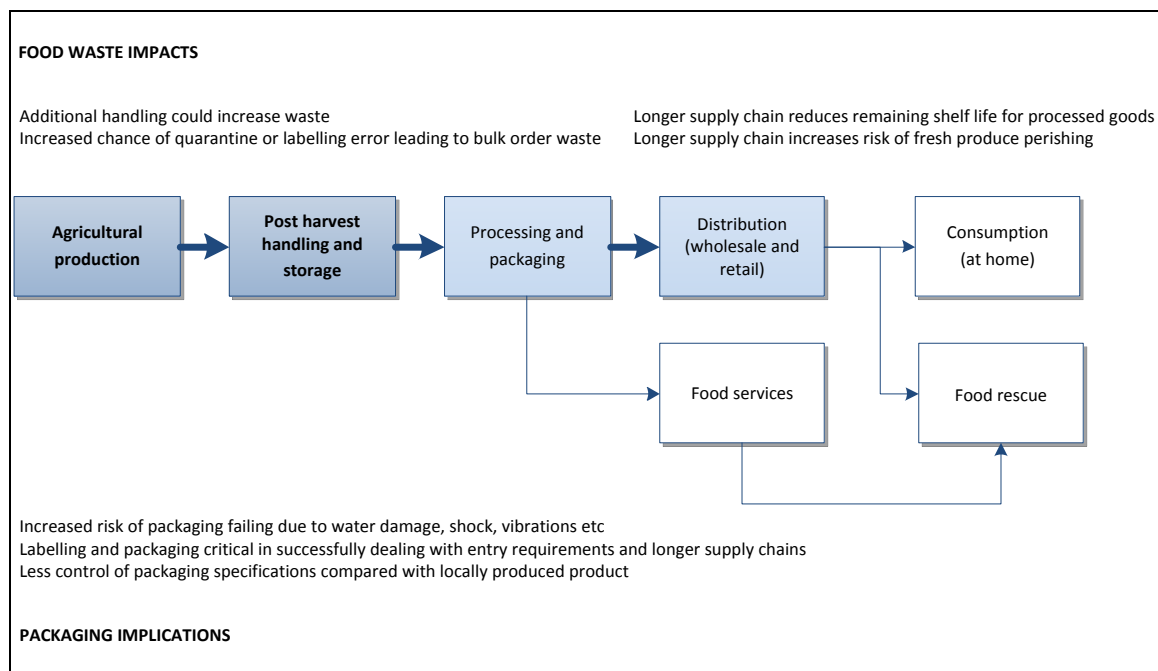 FOOD WASTE IMPACTS
Additional handling could increase waste
Increased chance of quarantine or labelling error leading to bulk order waste
Longer supply chain reduces remaining shelf life for processed goods
Longer supply chain increases risk of fresh produce perishing
Agricultural
production
Post harvest
handling and
storage
Processing and
packaging
Distribution
(wholesale and
retail)
Consumption
(at home)
Food services
Food rescue
Increased risk of packaging failing due to water damage, shock, vibrations etc
Labelling and packaging critical in successfully dealing with entry requirements and longer supply chains
Less control of packaging specifications compared with locally produced product
PACKAGING IMPLICATIONS